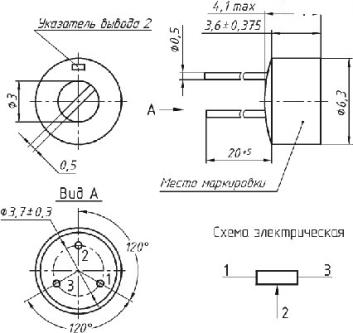 Указатель вывода 2
4,1 max
3,6±0,375
Ф0,5
Ф3
А
Ф6,3
0,5
20+5
Место маркировки
Вид А
Ф3,7±0,3
120°
120°
2
3
1
Схема электрическая
1
3
2